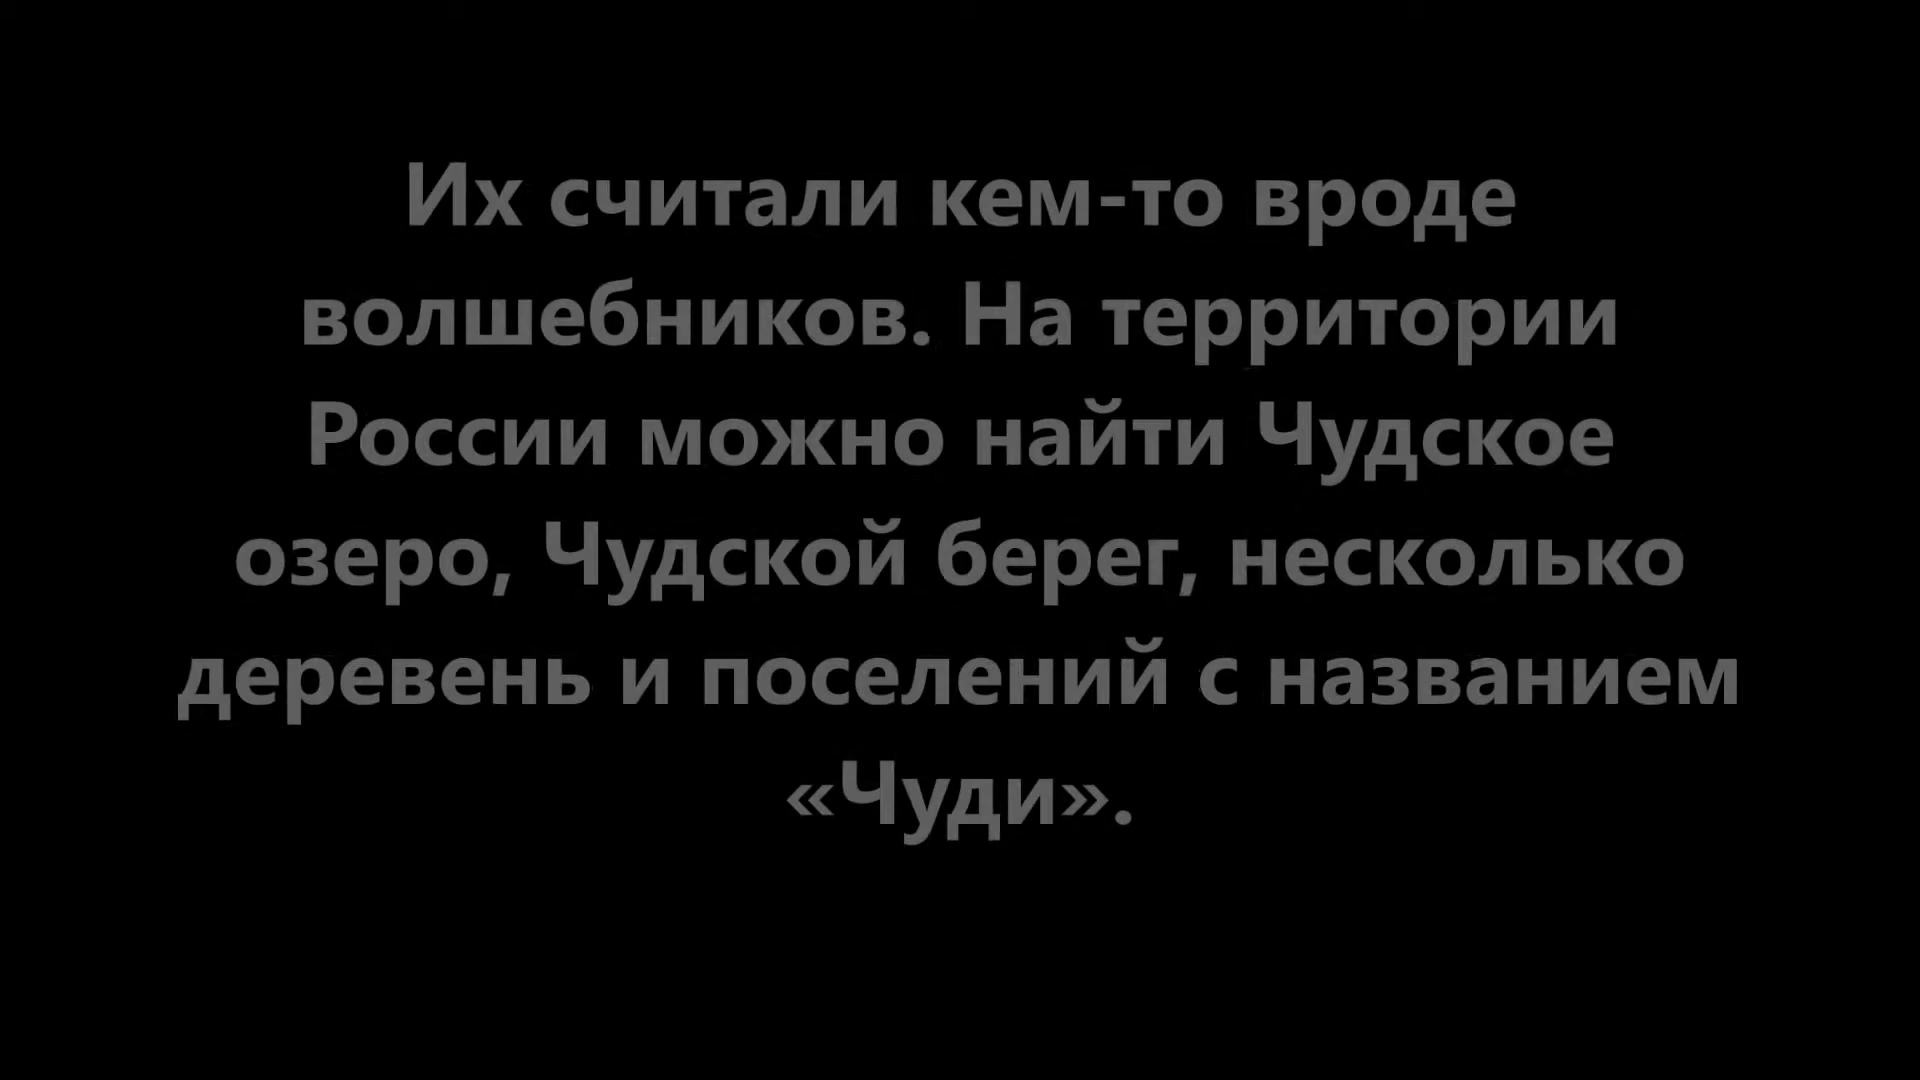 Их считали кем-то вроде
волшебников. На территории
России можно найти Чудское
озеро, Чудской берег, несколько
деревень и поселений с названием
«Чуди».